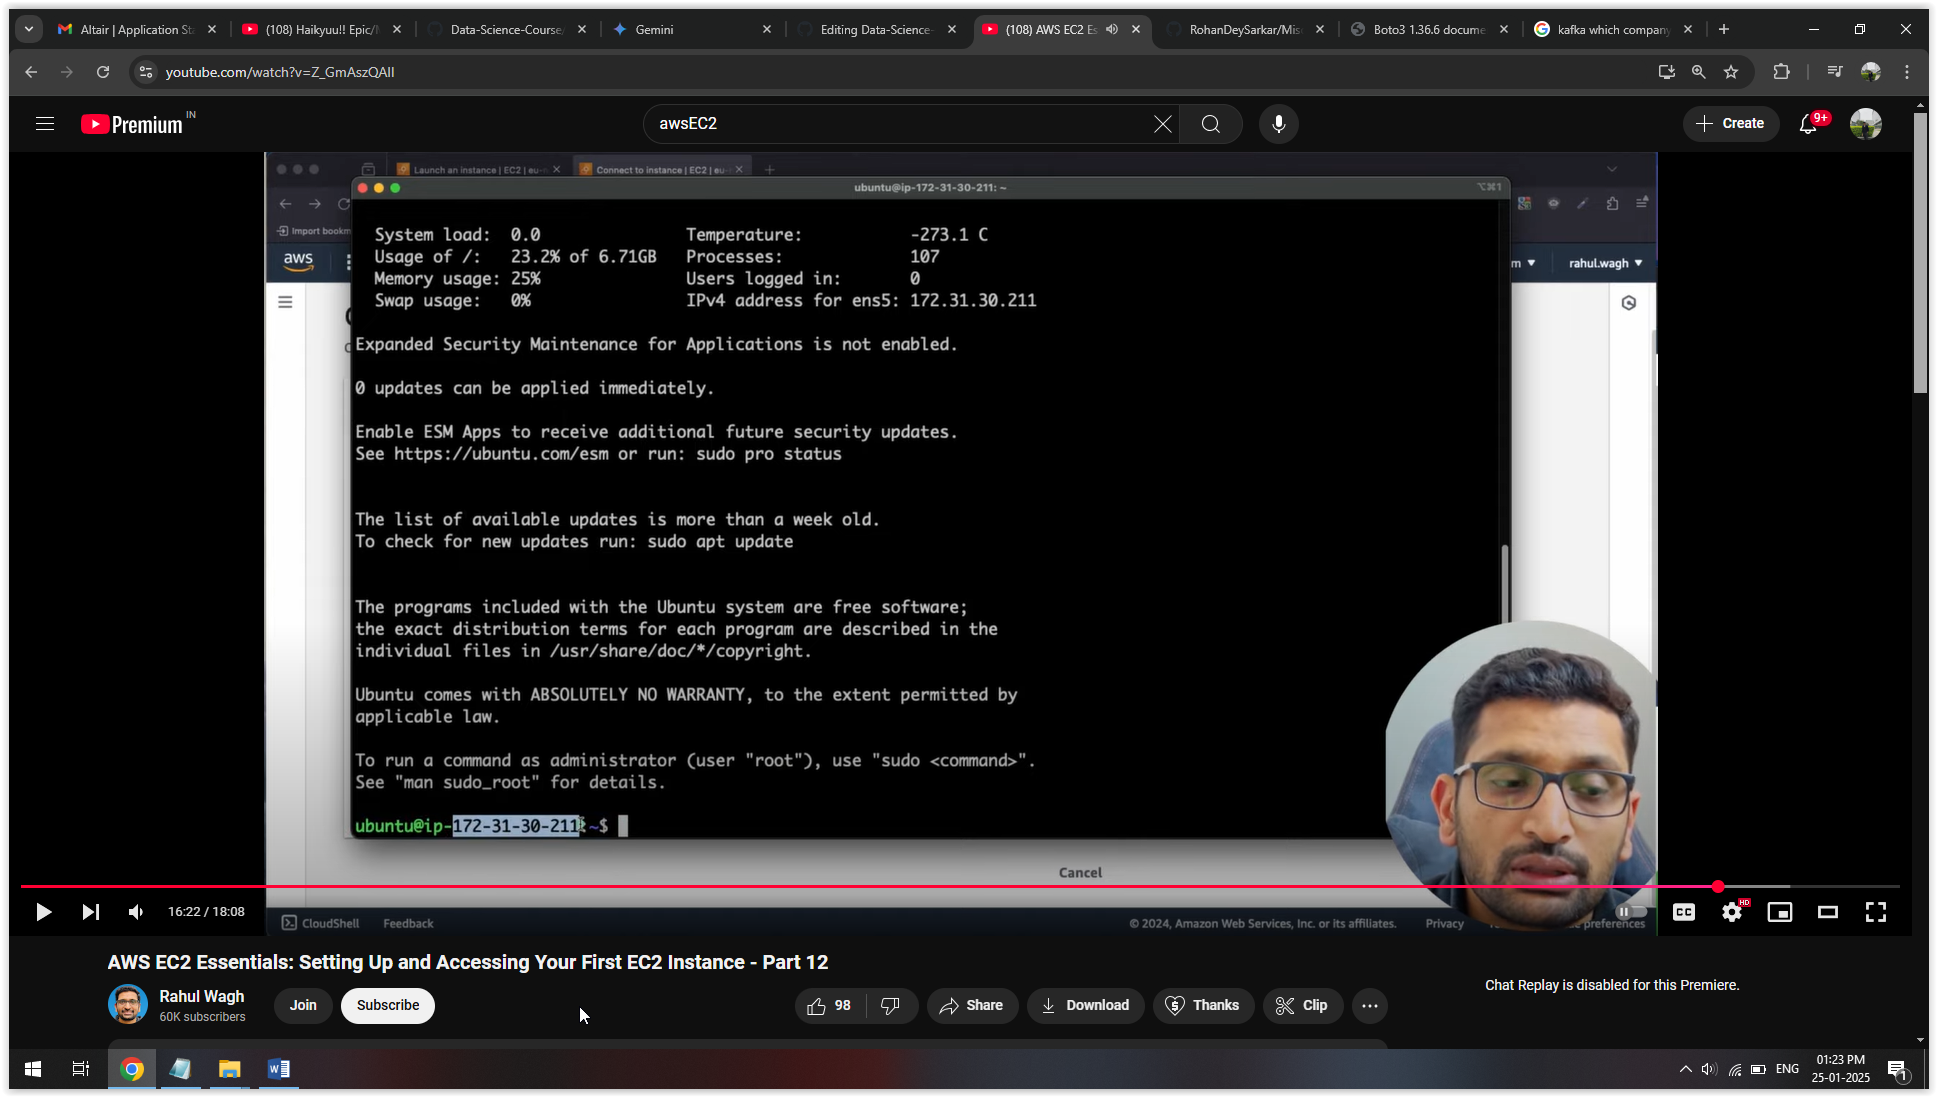 Altair | Application Sta
(108) Haikyuu!! Epic/M
Data-Science-Course/
Gemini
Editing Data-Science-
(108) AWS EC2 Es
RohanDeySarkar/Mis
Boto3 1.36.6 docume
kafka which company
youtube.com/watch?v=Z_GmAszQAII
Premium IN
awsEC2
Create
9+
Launch an instance | EC2 | eu-
Connect to instance | EC2 | eu-
ubuntu@ip-172-31-30-211: ~
⌥⌘1
Import bookm
aws
m
rahul.wagh
System load: 0.0 Temperature: -273.1 C
Usage of /: 23.2% of 6.71GB Processes: 107
Memory usage: 25% Users logged in: 0
Swap usage: 0% IPv4 address for ens5: 172.31.30.211
Expanded Security Maintenance for Applications is not enabled.
0 updates can be applied immediately.
Enable ESM Apps to receive additional future security updates.
See https://ubuntu.com/esm or run: sudo pro status
The list of available updates is more than a week old.
To check for new updates run: sudo apt update
The programs included with the Ubuntu system are free software;
the exact distribution terms for each program are described in the
individual files in /usr/share/doc/*/copyright.
Ubuntu comes with ABSOLUTELY NO WARRANTY, to the extent permitted by
applicable law.
To run a command as administrator (user "root"), use "sudo <command>".
See "man sudo_root" for details.
ubuntu@ip-172-31-30-211:~$
Cancel
16:22 / 18:08
CC
HD
CloudShell
Feedback
© 2024, Amazon Web Services, Inc. or its affiliates.
Privacy
preferences
AWS EC2 Essentials: Setting Up and Accessing Your First EC2 Instance - Part 12
Rahul Wagh
60K subscribers
Join
Subscribe
98
Share
Download
Thanks
Clip
Chat Replay is disabled for this Premiere.
ENG
01:23 PM
25-01-2025
1